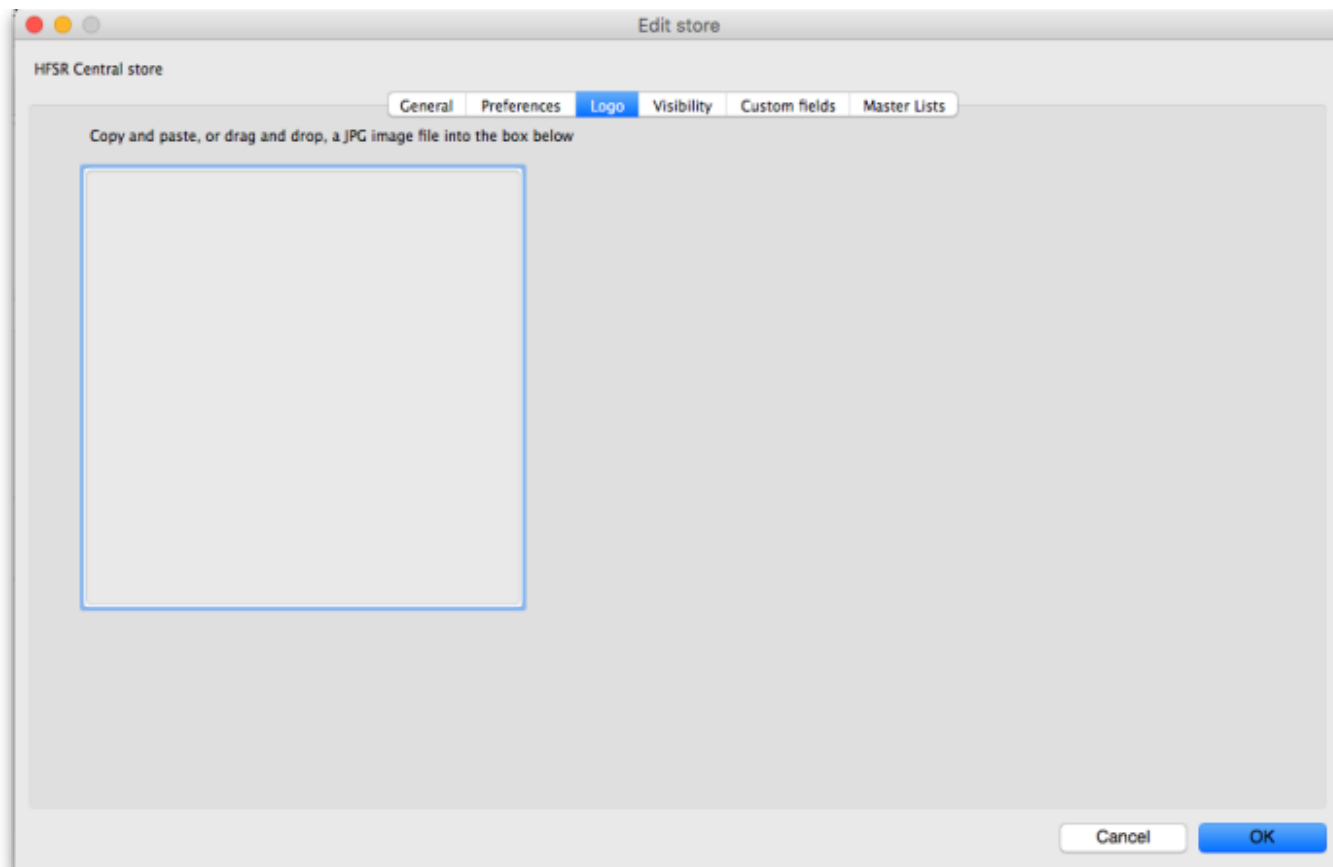 Edit store
HFSR Central store
General Preferences Logo Visibility Custom fields Master Lists
Copy and paste, or drag and drop, a JPG image file into the box below
Cancel OK